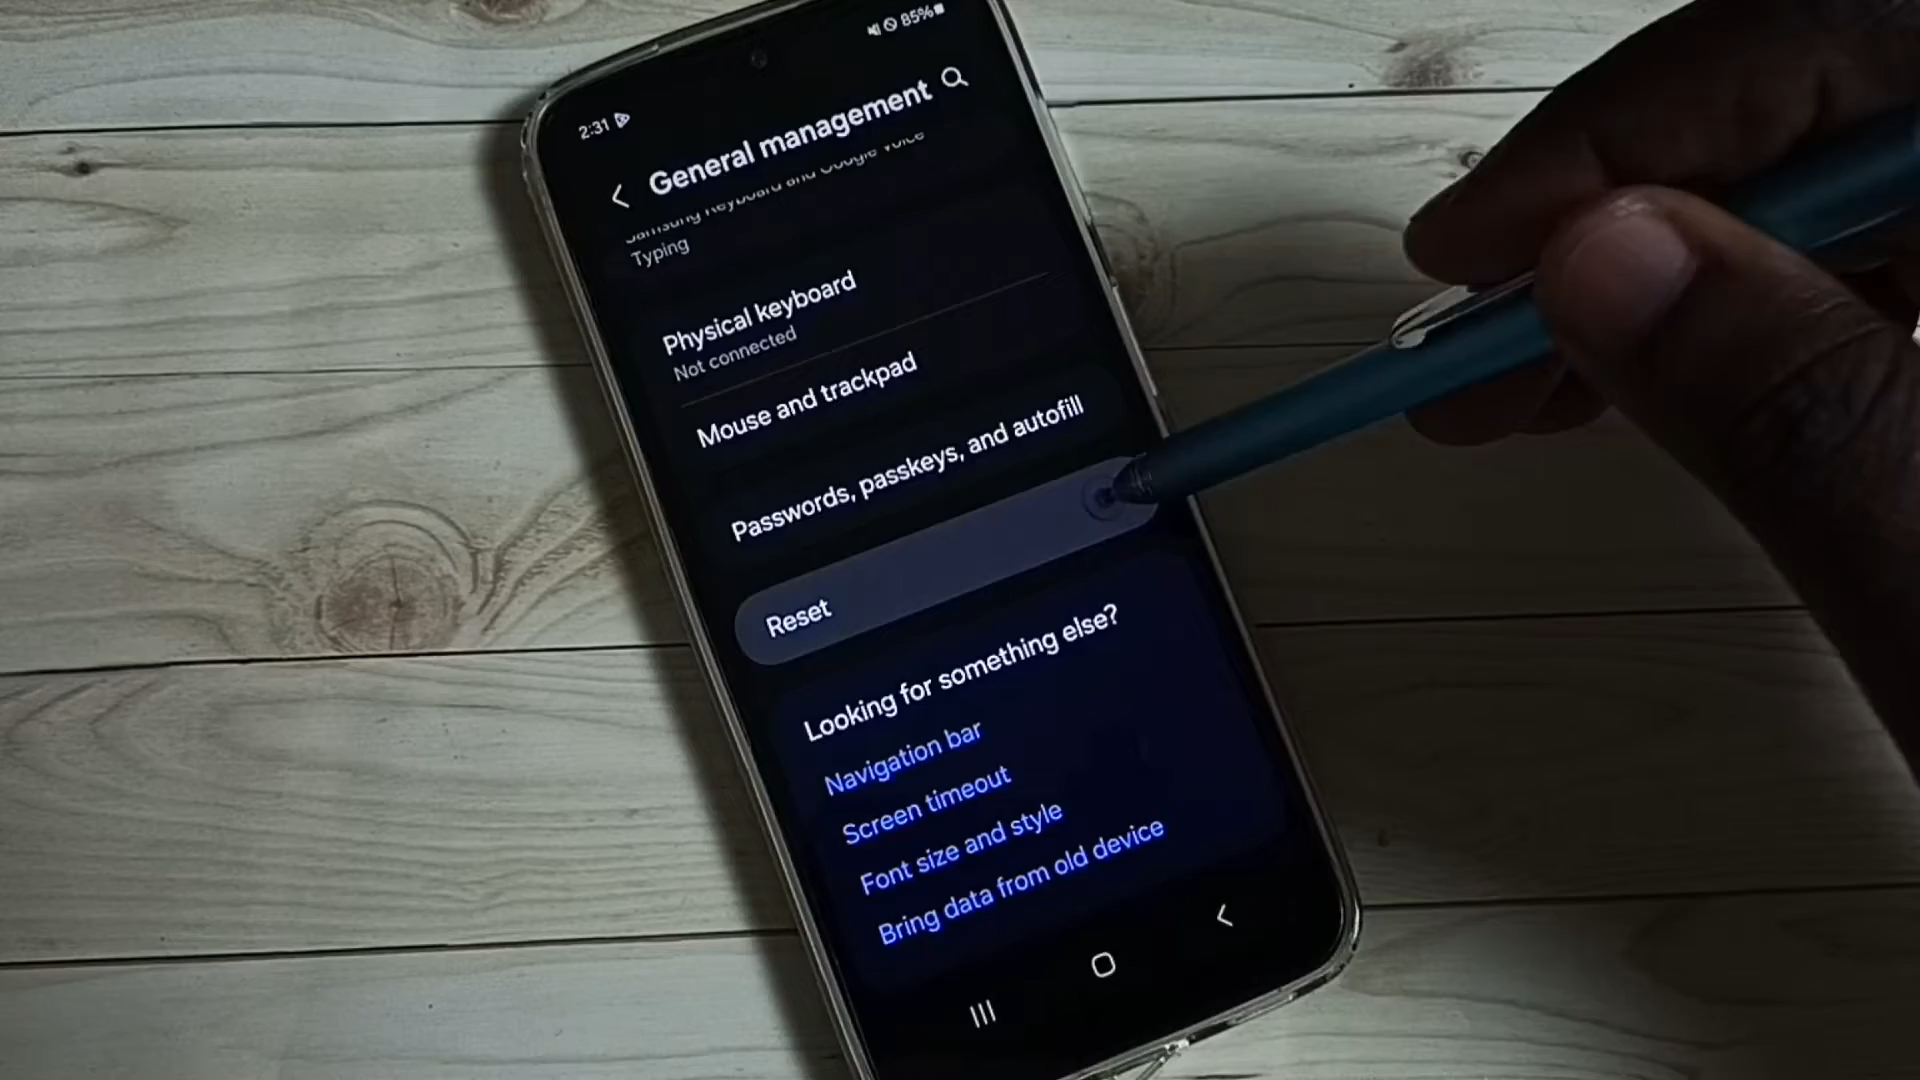 2:31
85%
General management
Samsung Keyboard and Google Voice
Typing
Physical keyboard
Not connected
Mouse and trackpad
Passwords, passkeys, and autofill
Reset
Looking for something else?
Navigation bar
Screen timeout
Font size and style
Bring data from old device